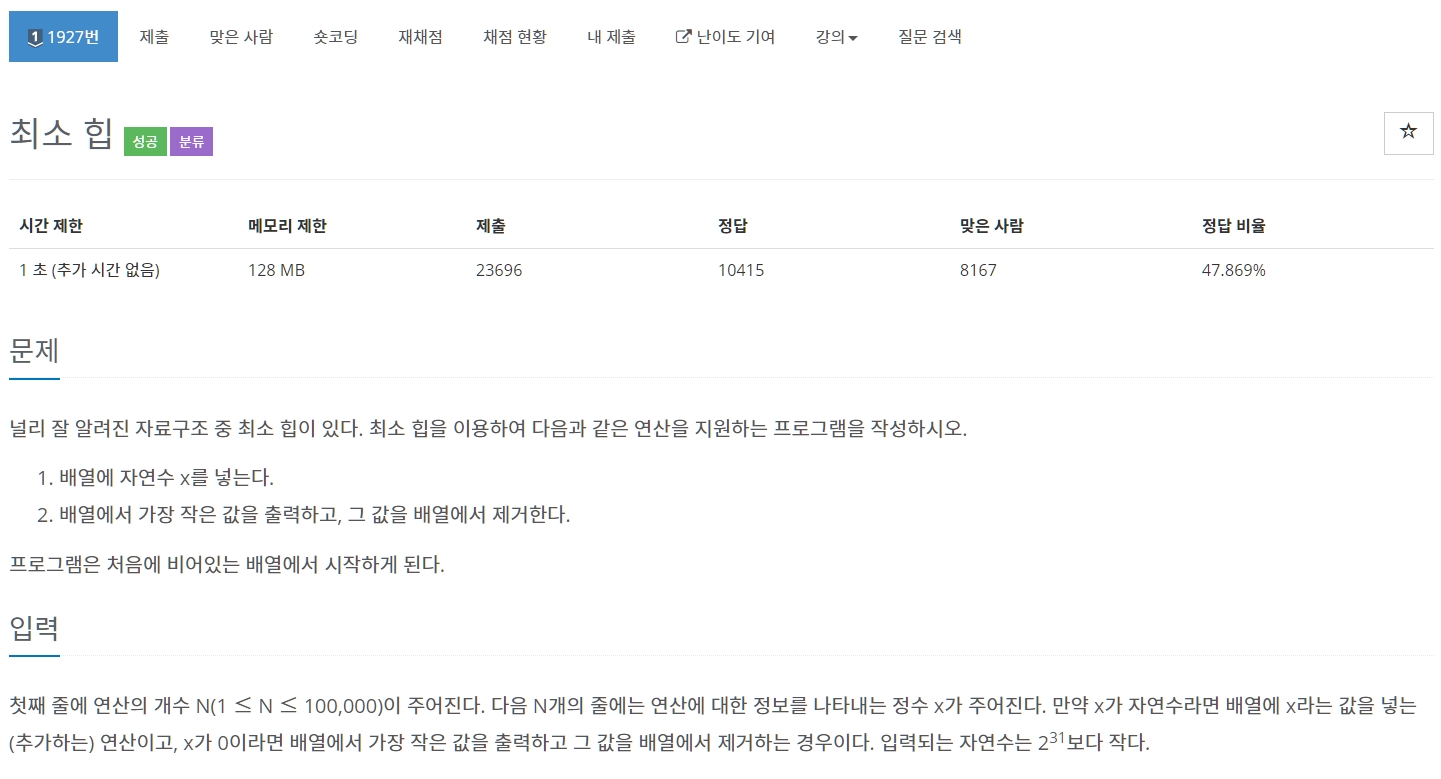 1 1927번 제출 맞은 사람 숏코딩 재채점 채점 현황 내 제출 난이도 기여 강의 질문 검색
최소 힙 성공 분류
시간 제한 메모리 제한 제출 정답 맞은 사람 정답 비율
1 초 (추가 시간 없음) 128 MB 23696 10415 8167 47.869%
문제
널리 잘 알려진 자료구조 중 최소 힙이 있다. 최소 힙을 이용하여 다음과 같은 연산을 지원하는 프로그램을 작성하시오.
1. 배열에 자연수 x를 넣는다.
2. 배열에서 가장 작은 값을 출력하고, 그 값을 배열에서 제거한다.
프로그램은 처음에 비어있는 배열에서 시작하게 된다.
입력
첫째 줄에 연산의 개수 N(1 ≤ N ≤ 100,000)이 주어진다. 다음 N개의 줄에는 연산에 대한 정보를 나타내는 정수 x가 주어진다. 만약 x가 자연수라면 배열에 x라는 값을 넣는
(추가하는) 연산이고, x가 0이라면 배열에서 가장 작은 값을 출력하고 그 값을 배열에서 제거하는 경우이다. 입력되는 자연수는 2³¹보다 작다.